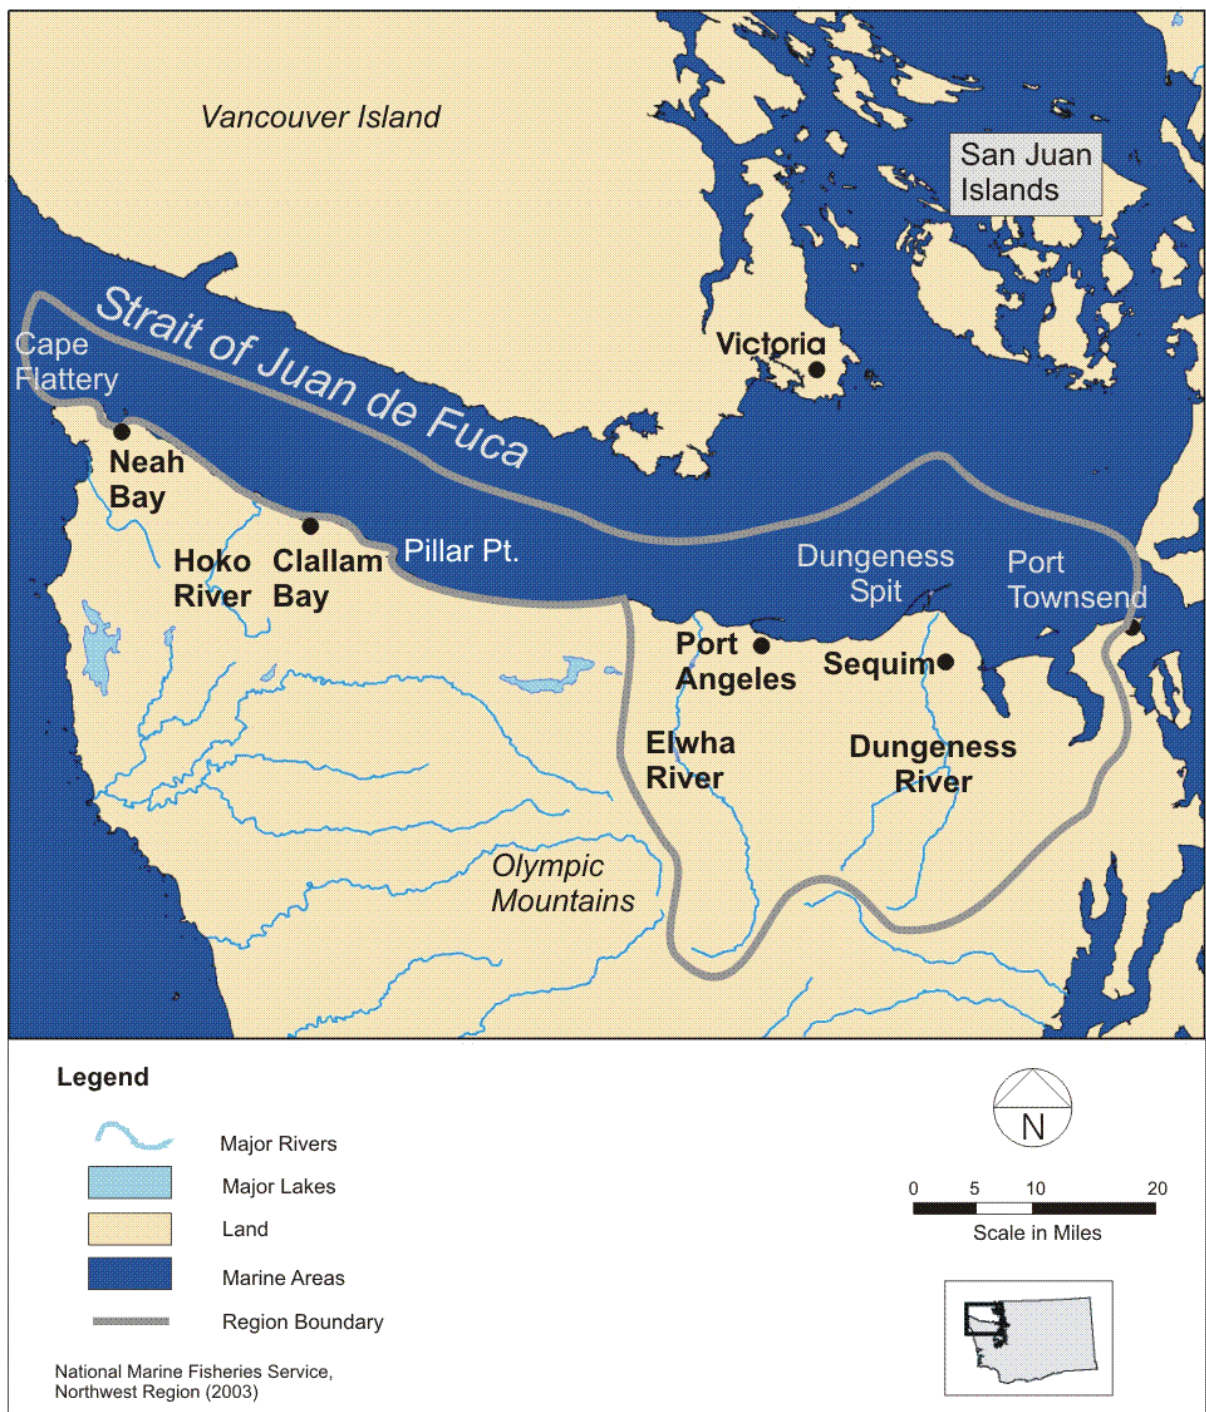 Vancouver Island
San Juan
Islands
Strait of Juan de Fuca
Victoria
Cape
Flattery
Neah
Bay
Hoko
River
Clallam
Bay
Pillar Pt.
Dungeness
Spit
Port
Townsend
Port
Angeles
Sequim
Elwha
River
Dungeness
River
Olympic
Mountains
Legend
Major Rivers
Major Lakes
Land
Marine Areas
Region Boundary
National Marine Fisheries Service,
Northwest Region (2003)
N
0 5 10 20
Scale in Miles